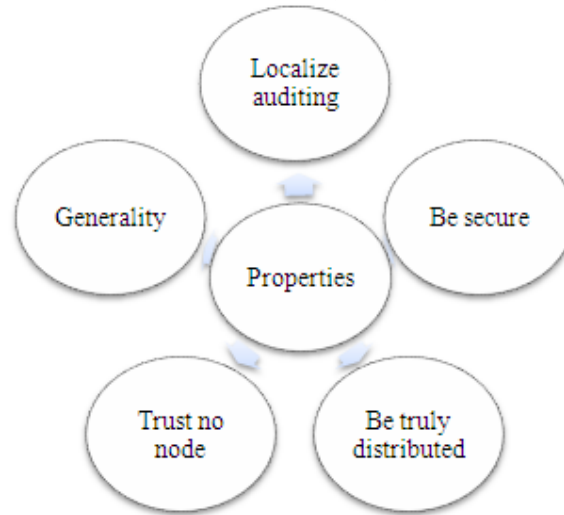 Localize
auditing
Generality
Be secure
Properties
Trust no
node
Be truly
distributed